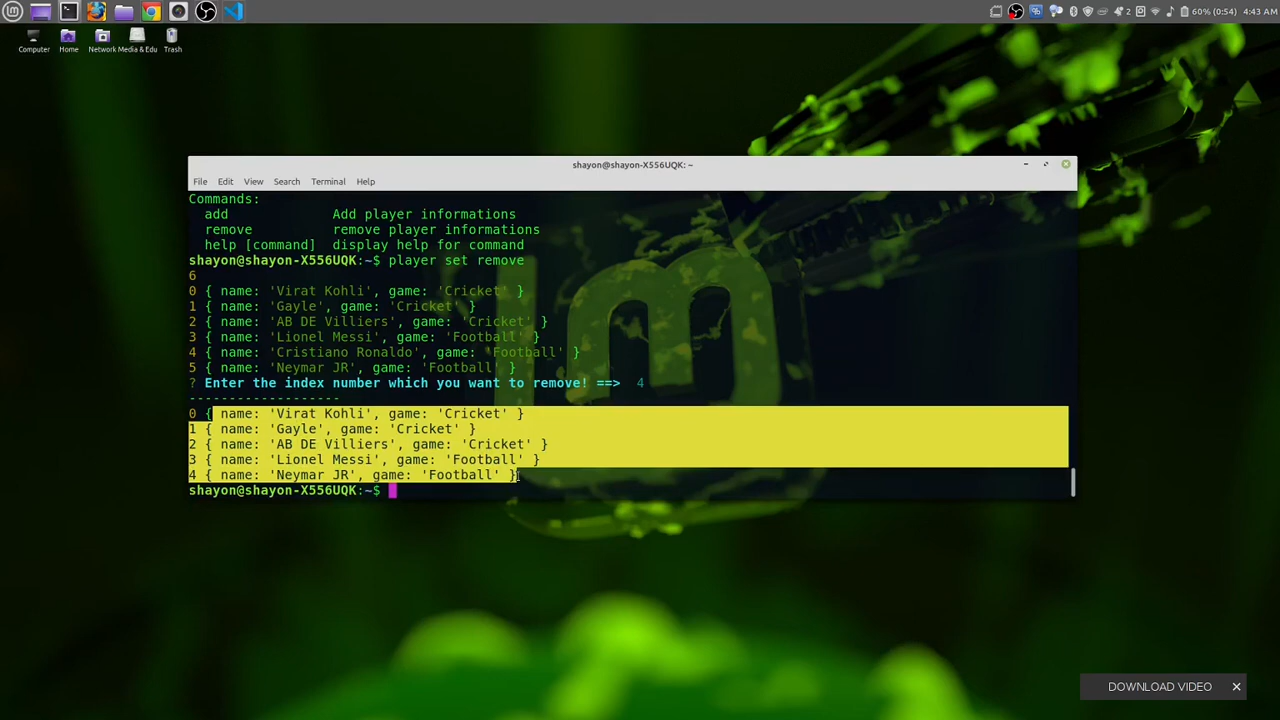 60% (0:54) 4:43 AM
2
Computer
Home
Network
Media & Edu
Trash
shayon@shayon-X556UQK: ~
File Edit View Search Terminal Help
Commands:
add Add player informations
remove remove player informations
help [command] display help for command
shayon@shayon-X556UQK:~$ player set remove
6
0 { name: 'Virat Kohli', game: 'Cricket' }
1 { name: 'Gayle', game: 'Cricket' }
2 { name: 'AB DE Villiers', game: 'Cricket' }
3 { name: 'Lionel Messi', game: 'Football' }
4 { name: 'Cristiano Ronaldo', game: 'Football' }
5 { name: 'Neymar JR', game: 'Football' }
? Enter the index number which you want to remove! ==> 4
-------------------
0 { name: 'Virat Kohli', game: 'Cricket' }
1 { name: 'Gayle', game: 'Cricket' }
2 { name: 'AB DE Villiers', game: 'Cricket' }
3 { name: 'Lionel Messi', game: 'Football' }
4 { name: 'Neymar JR', game: 'Football' }
shayon@shayon-X556UQK:~$
DOWNLOAD VIDEO